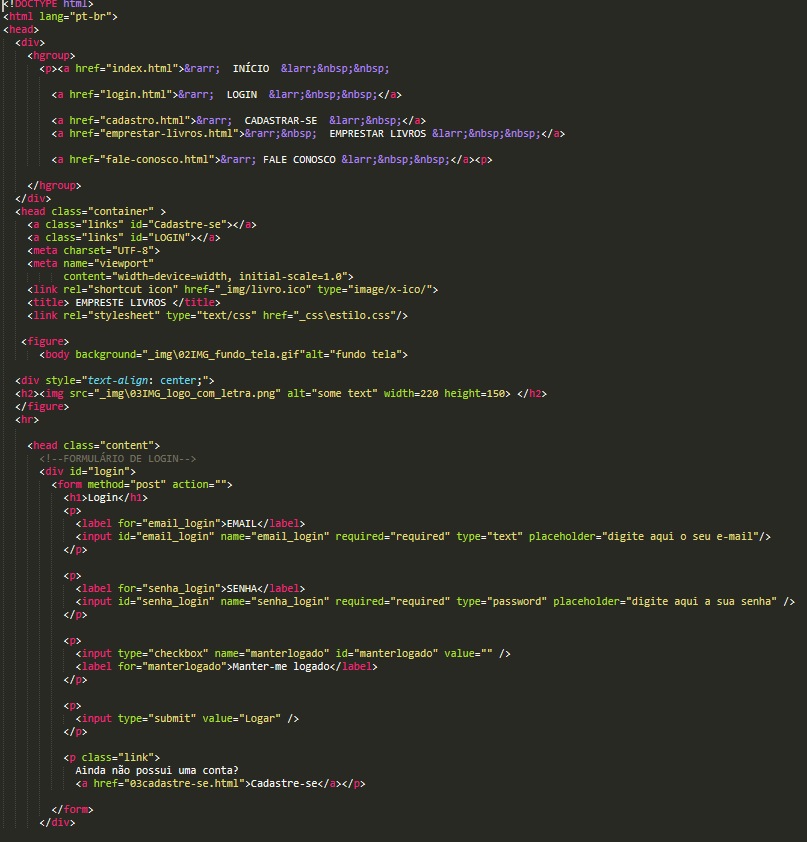 <!DOCTYPE html>
<html lang="pt-br">
<head>
<div>
<hgroup>
<p><a href="index.html">&rarr;  INÍCIO  &larr;&nbsp;&nbsp;
<a href="login.html">&rarr;  LOGIN  &larr;&nbsp;&nbsp;</a>
<a href="cadastro.html">&rarr;  CADASTRAR-SE  &larr;&nbsp;</a>
<a href="emprestar-livros.html">&rarr;&nbsp;  EMPRESTAR LIVROS &larr;&nbsp;&nbsp;</a>
<a href="fale-conosco.html">&rarr; FALE CONOSCO &larr;&nbsp;&nbsp;</a><p>
</hgroup>
</div>
<head class="container" >
<a class="links" id="Cadastre-se"></a>
<a class="links" id="LOGIN"></a>
<meta charset="UTF-8">
<meta name="viewport"
content="width=device=width, initial-scale=1.0">
<link rel="shortcut icon" href="_img/livro.ico" type="image/x-ico/">
<title> EMPRESTE LIVROS </title>
<link rel="stylesheet" type="text/css" href="_css\estilo.css"/>
<figure>
<body background="_img\02IMG_fundo_tela.gif"alt="fundo tela">
<div style="text-align: center;">
<h2><img src="_img\03IMG_logo_com_letra.png" alt="some text" width=220 height=150> </h2>
</figure>
<hr>
<head class="content">
<!--FORMULÁRIO DE LOGIN-->
<div id="login">
<form method="post" action="">
<h1>Login</h1>
<p>
<label for="email_login">EMAIL</label>
<input id="email_login" name="email_login" required="required" type="text" placeholder="digite aqui o seu e-mail"/>
</p>
<p>
<label for="senha_login">SENHA</label>
<input id="senha_login" name="senha_login" required="required" type="password" placeholder="digite aqui a sua senha" />
</p>
<p>
<input type="checkbox" name="manterlogado" id="manterlogado" value="" />
<label for="manterlogado">Manter-me logado</label>
</p>
<p>
<input type="submit" value="Logar" />
</p>
<p class="link">
Ainda não possui uma conta?
<a href="03cadastre-se.html">Cadastre-se</a></p>
</form>
</div>